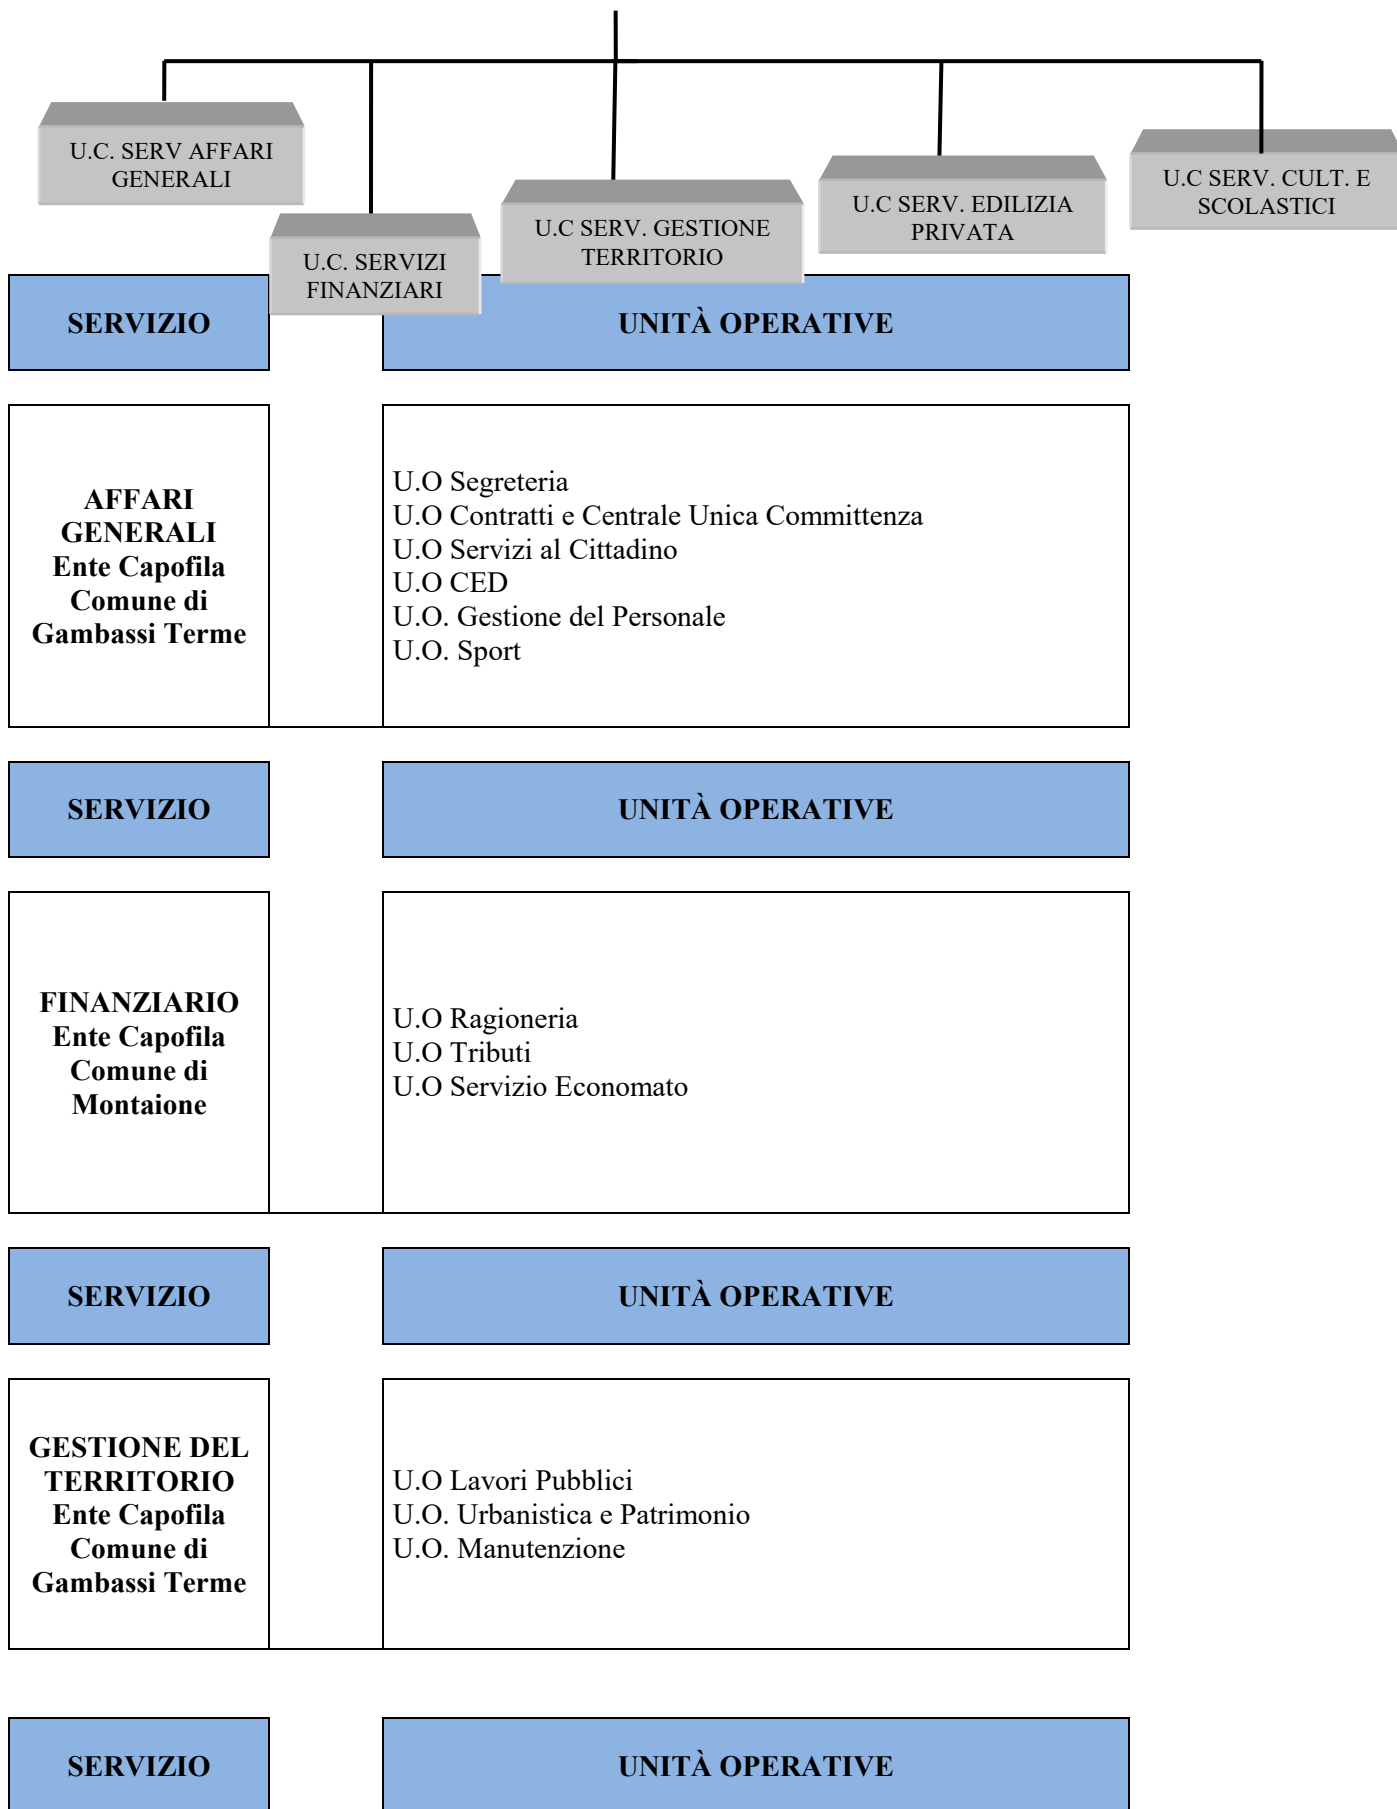 U.C. SERV AFFARI
GENERALI
U.C. SERVIZI
FINANZIARI
U.C SERV. GESTIONE
TERRITORIO
U.C SERV. EDILIZIA
PRIVATA
U.C SERV. CULT. E
SCOLASTICI
SERVIZIO
UNITÀ OPERATIVE
AFFARI
GENERALI
Ente Capofila
Comune di
Gambassi Terme
U.O Segreteria
U.O Contratti e Centrale Unica Committenza
U.O Servizi al Cittadino
U.O CED
U.O. Gestione del Personale
U.O. Sport
SERVIZIO
UNITÀ OPERATIVE
FINANZIARIO
Ente Capofila
Comune di
Montaione
U.O Ragioneria
U.O Tributi
U.O Servizio Economato
SERVIZIO
UNITÀ OPERATIVE
GESTIONE DEL
TERRITORIO
Ente Capofila
Comune di
Gambassi Terme
U.O Lavori Pubblici
U.O. Urbanistica e Patrimonio
U.O. Manutenzione
SERVIZIO
UNITÀ OPERATIVE